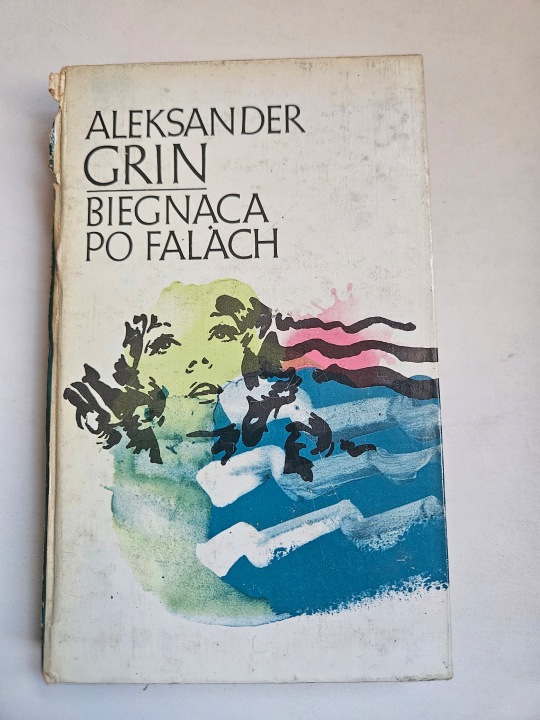 ALEKSANDER
GRIN
BIEGNĄCA
PO FALACH